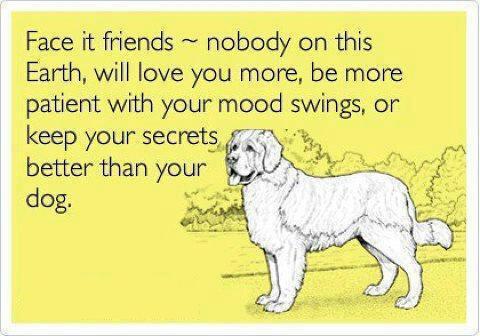 Face it friends ~ nobody on this
Earth, will love you more, be more
patient with your mood swings, or
keep your secrets
better than your
dog.